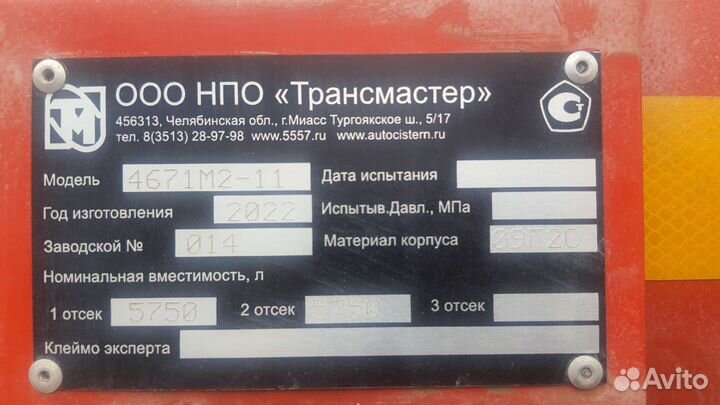 ТМ
ООО НПО «Трансмастер»
456313, Челябинская обл., г.Миасс Тургоякское ш., 5/17
тел. 8(3513) 28-97-98 www.5557.ru www.autocistern.ru
Ст
Модель 4671М2-11 Дата испытания
Год изготовления 2022 Испытыв.Давл., МПа
Заводской № 014 Материал корпуса 09Г2С
Номинальная вместимость, л
1 отсек 5750 2 отсек 5750 3 отсек
Клеймо эксперта
Avito